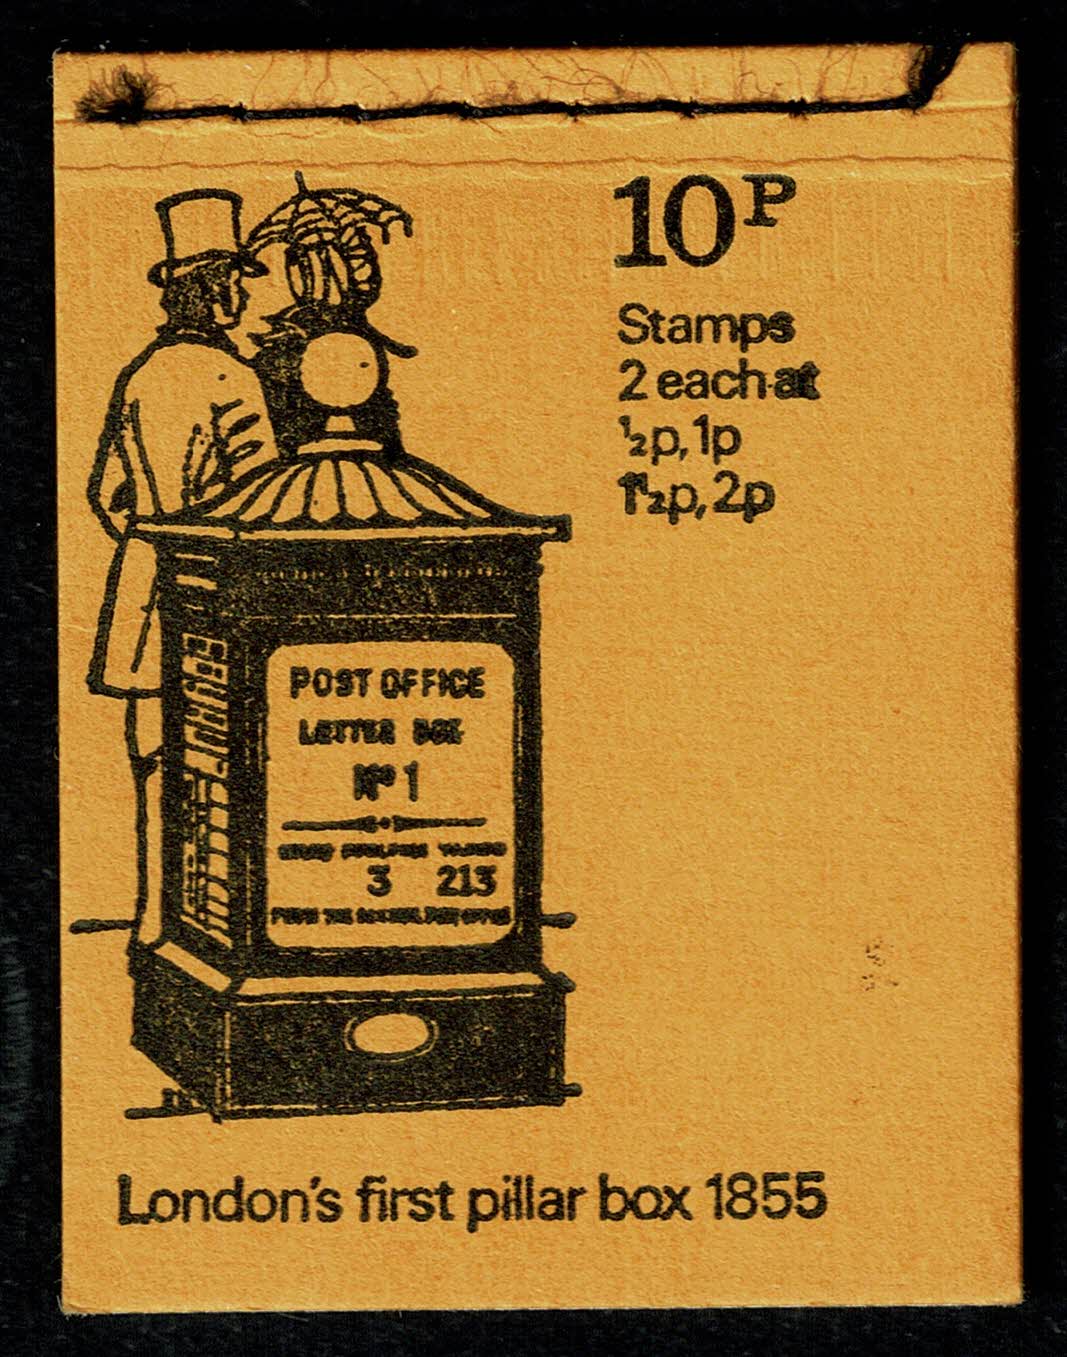 10P
Stamps
2 each at
½p, 1p
1½p, 2p
POST OFFICE
LETTER BOX
Nº 1
3 213
London's first pillar box 1855